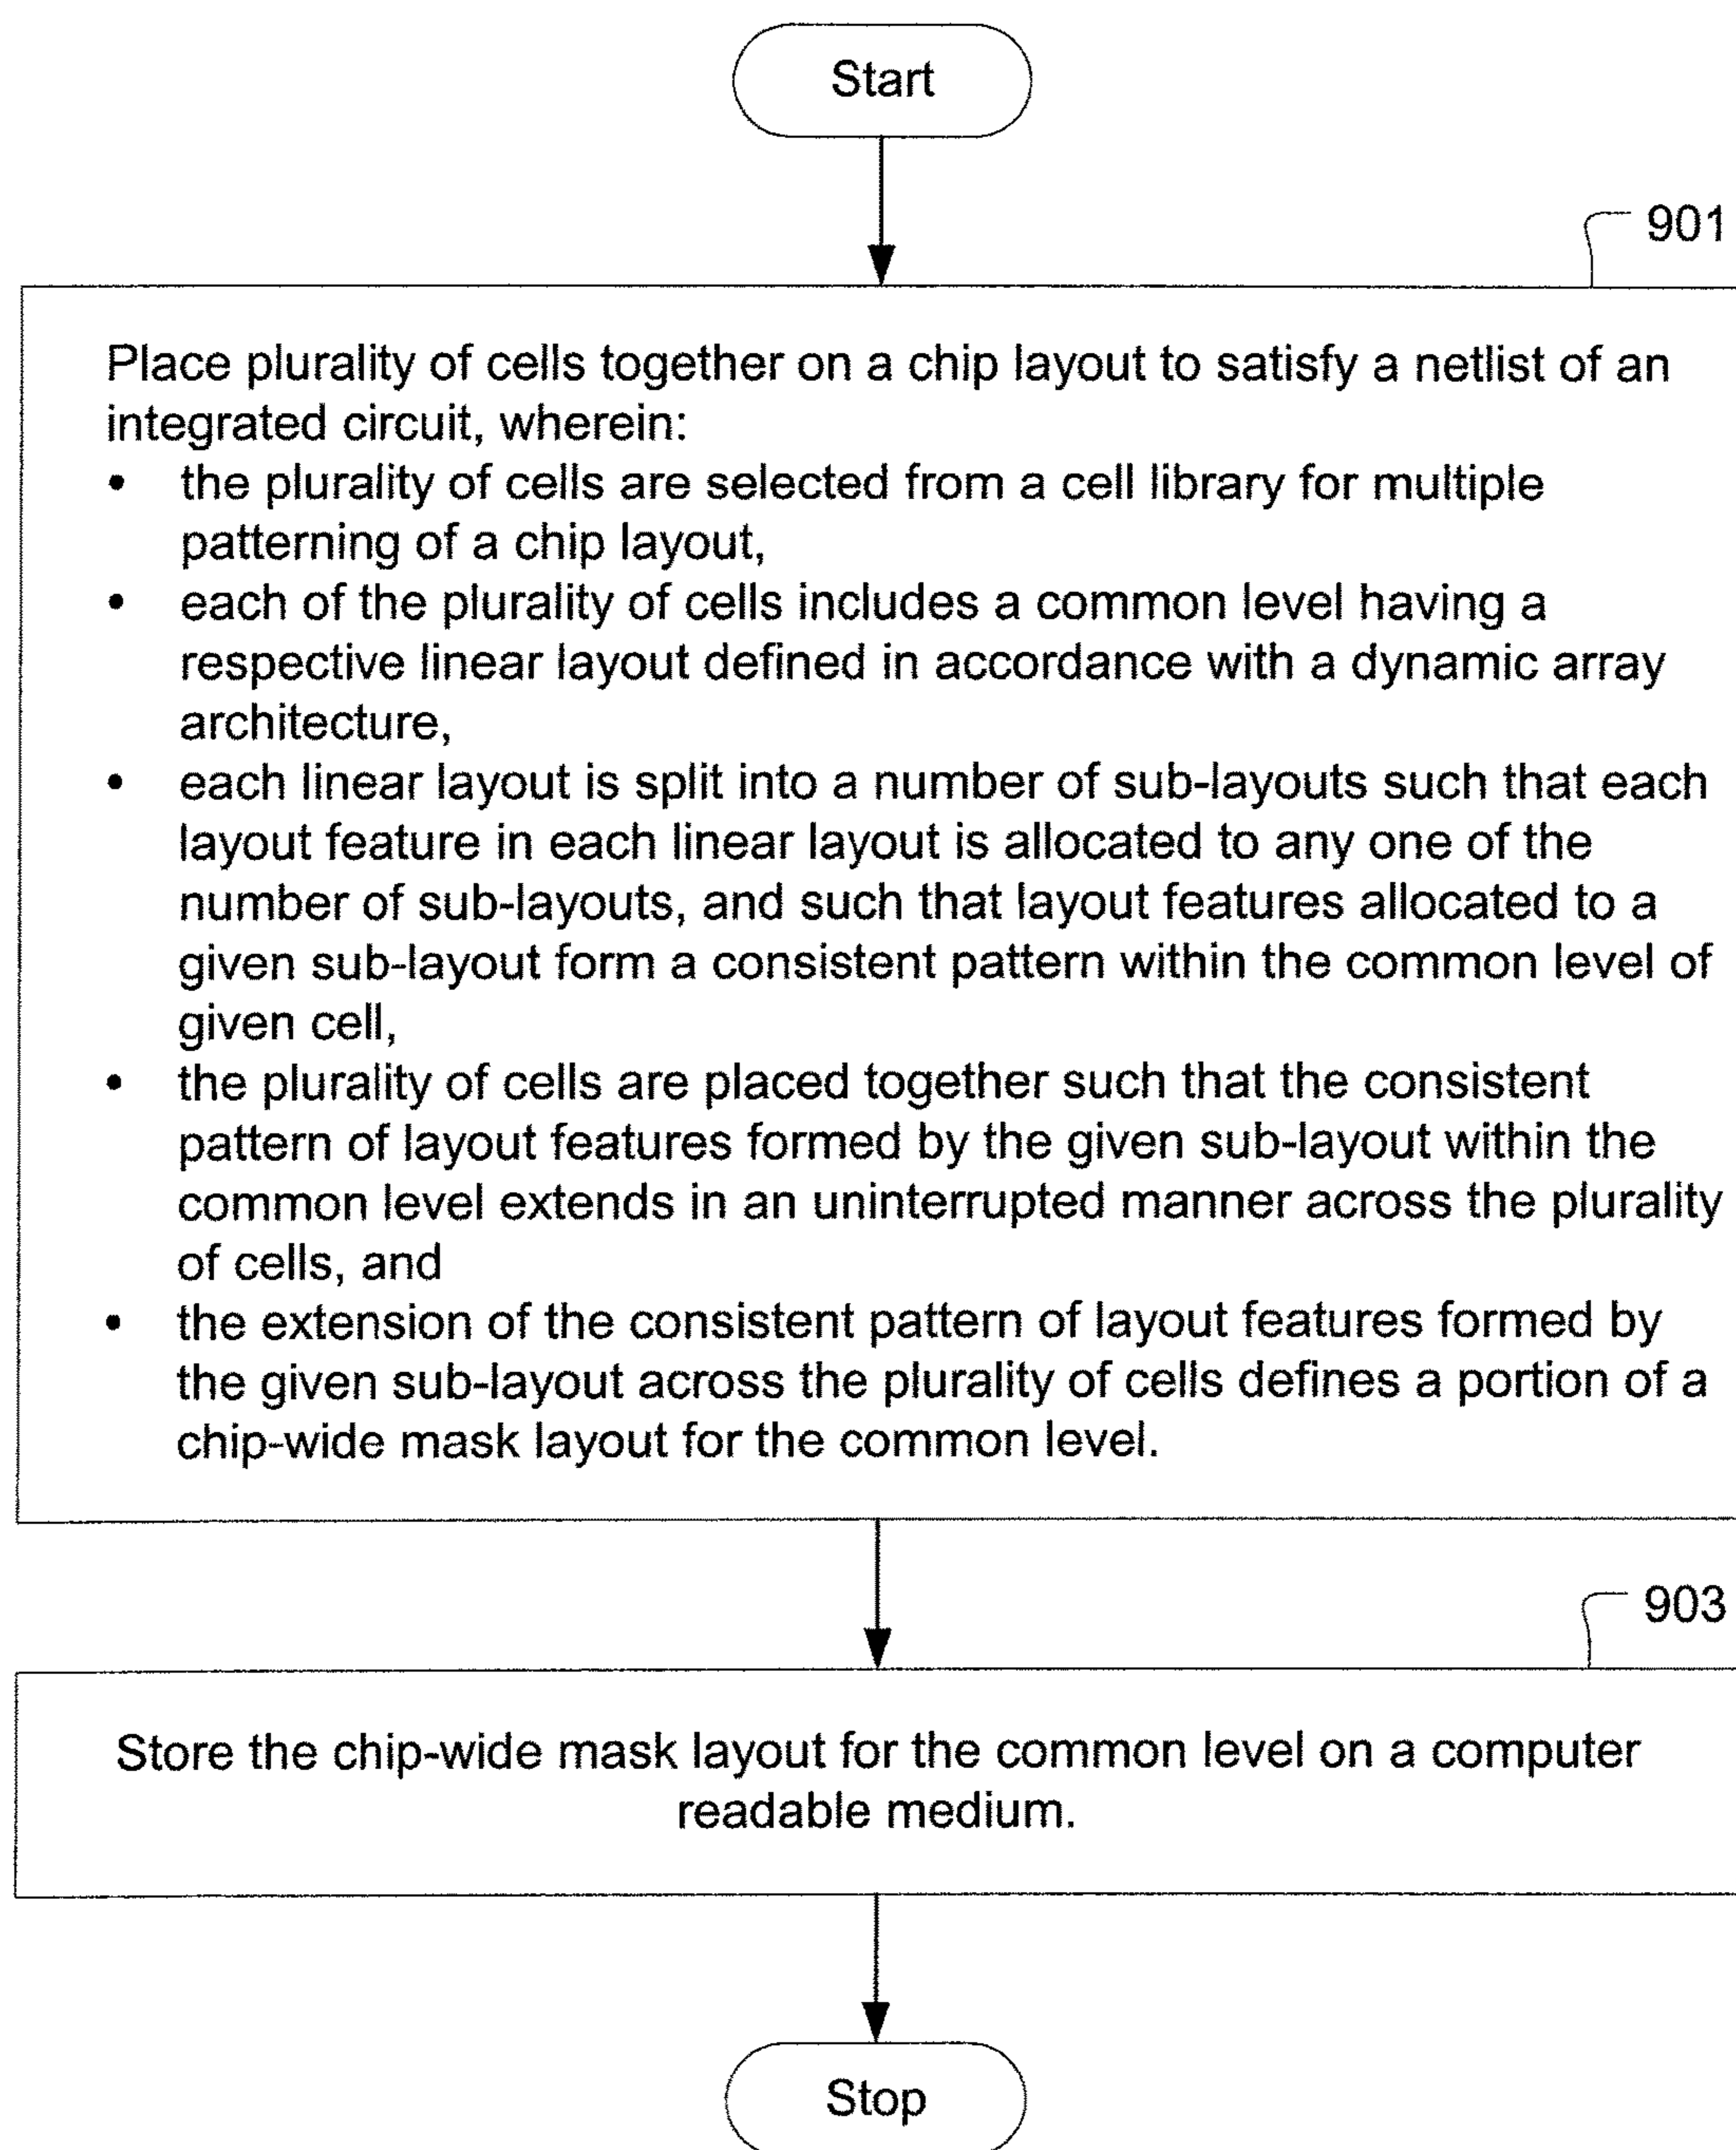 Start
901
Place plurality of cells together on a chip layout to satisfy a netlist of an
integrated circuit, wherein:
• the plurality of cells are selected from a cell library for multiple
patterning of a chip layout,
• each of the plurality of cells includes a common level having a
respective linear layout defined in accordance with a dynamic array
architecture,
• each linear layout is split into a number of sub-layouts such that each
layout feature in each linear layout is allocated to any one of the
number of sub-layouts, and such that layout features allocated to a
given sub-layout form a consistent pattern within the common level of
given cell,
• the plurality of cells are placed together such that the consistent
pattern of layout features formed by the given sub-layout within the
common level extends in an uninterrupted manner across the plurality
of cells, and
• the extension of the consistent pattern of layout features formed by
the given sub-layout across the plurality of cells defines a portion of a
chip-wide mask layout for the common level.
903
Store the chip-wide mask layout for the common level on a computer
readable medium.
Stop